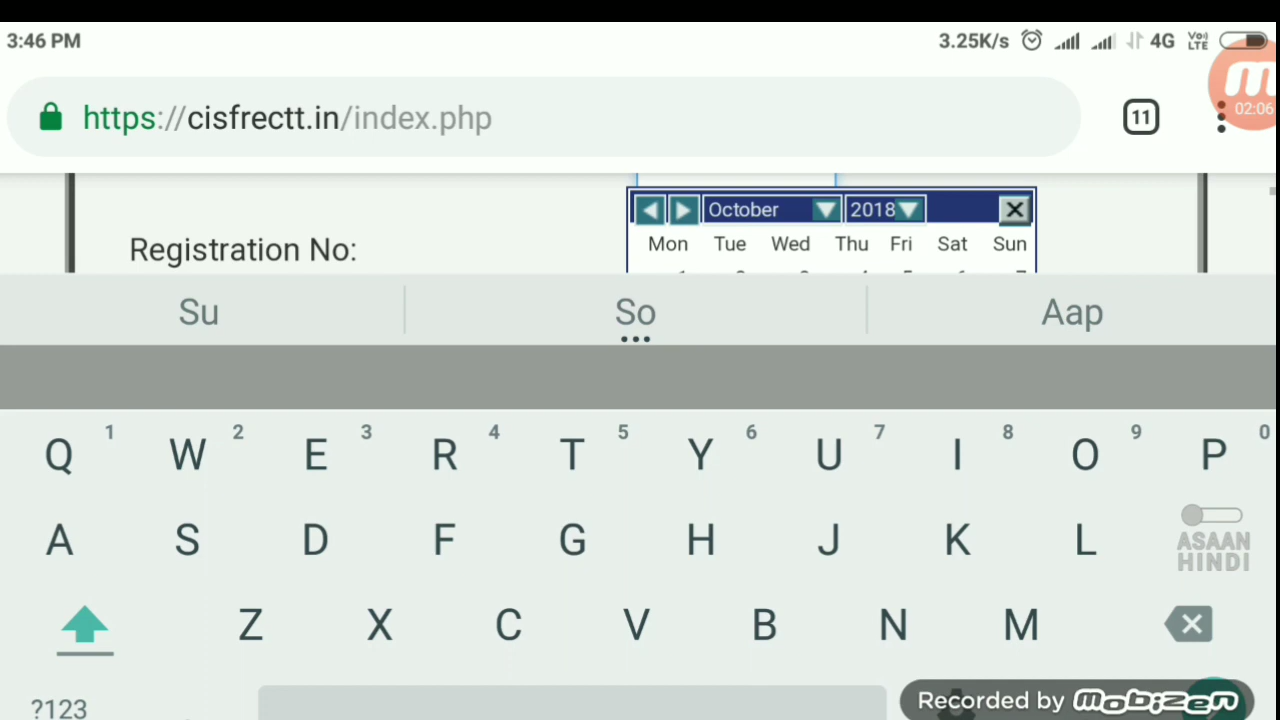 3:46 PM 3.25K/s 4G VoLTE
https://cisfrectt.in/index.php 11 02:06
October 2018
Mon Tue Wed Thu Fri Sat Sun
Registration No:
Su So Aap
1 2 3 4 5 6 7 8 9 0
Q W E R T Y U I O P
A S D F G H J K L ASAAN HINDI
Z X C V B N M
?123
Recorded by mobizen